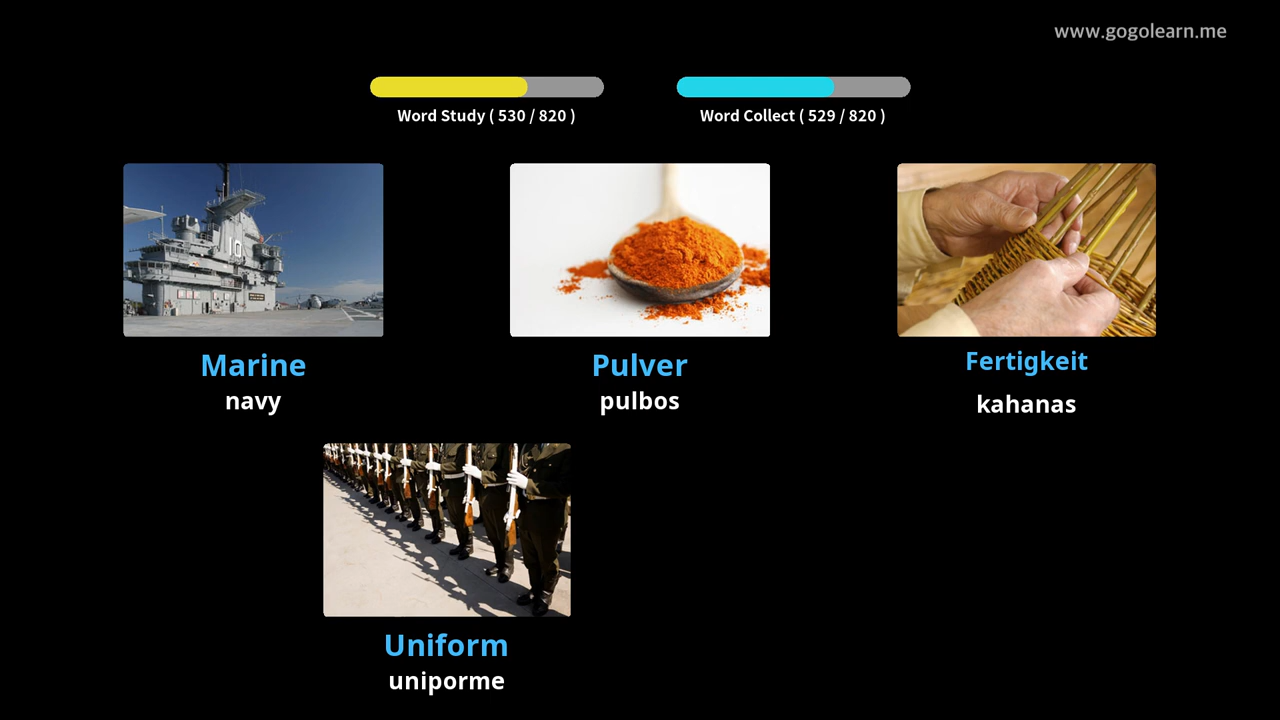 www.gogolearn.me
Word Study ( 530 / 820 )
Word Collect ( 529 / 820 )
10
Marine
navy
Pulver
pulbos
Fertigkeit
kahanas
Uniform
uniporme